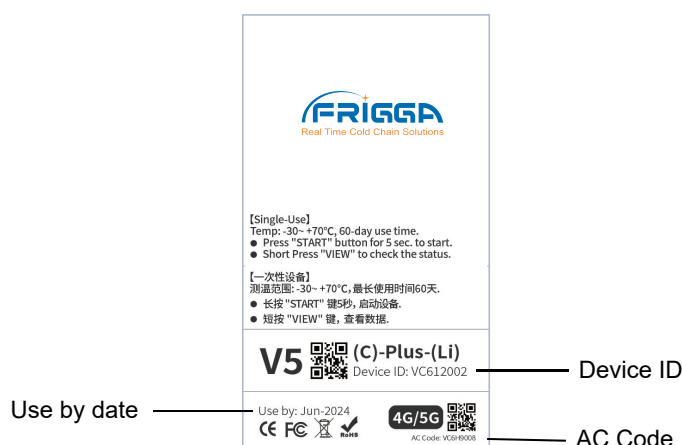 FRIGGA
Real Time Cold Chain Solutions
【Single-Use】
Temp: -30~ +70℃, 60-day use time.
● Press "START" button for 5 sec. to start.
● Short Press "VIEW" to check the status.
【一次性设备】
测温范围: -30~ +70℃，最长使用时间60天.
● 长按 "START" 键5秒，启动设备.
● 短按 "VIEW" 键，查看数据.
V5 (C)-Plus-(Li)
Device ID: VC612002
Device ID
Use by date
Use by: Jun-2024
CE FC RoHS
4G/5G
AC Code: VC6H9008
AC Code